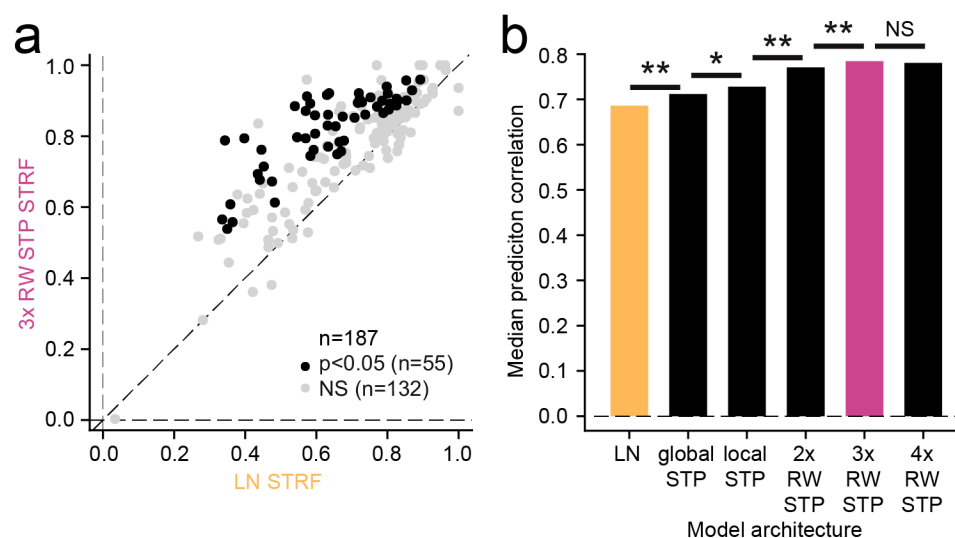 a
3x RW STP STRF
1.0
0.8
0.6
0.4
0.2
0.0
n=187
p<0.05 (n=55)
NS (n=132)
0.0 0.2 0.4 0.6 0.8 1.0
LN STRF
b
Median prediciton correlation
0.8
0.7
0.6
0.5
0.4
0.3
0.2
0.1
0.0
** * ** ** NS
LN global STP local STP 2x RW STP 3x RW STP 4x RW STP
Model architecture